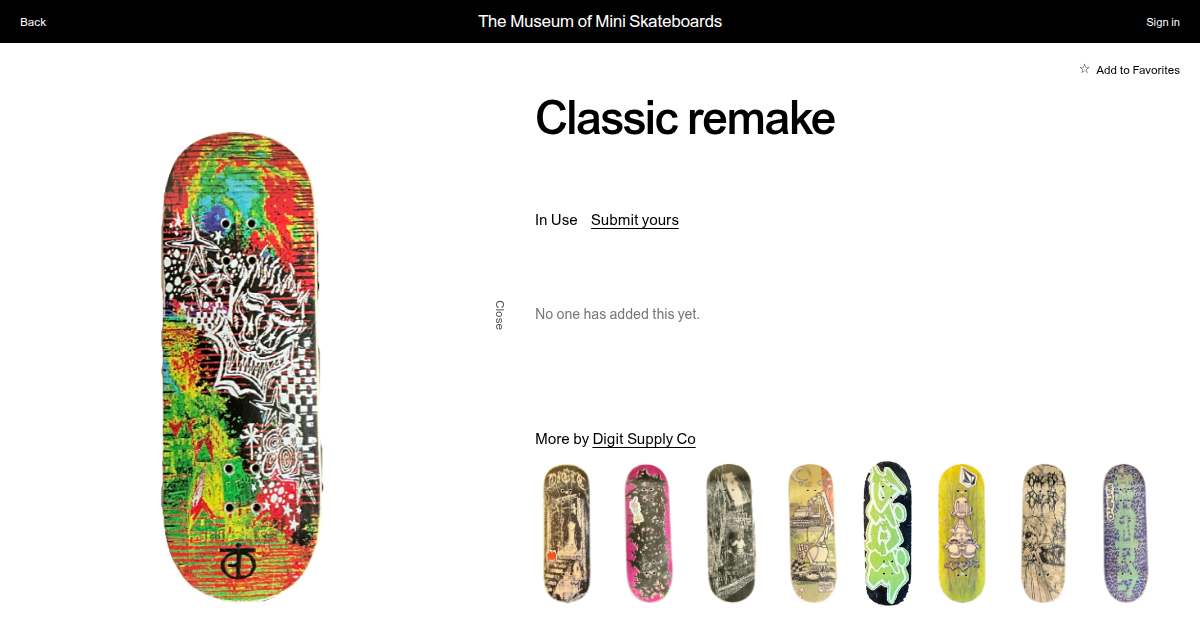 Back
The Museum of Mini Skateboards
Sign in
☆ Add to Favorites
Classic remake
In Use Submit yours
Close
No one has added this yet.
More by Digit Supply Co